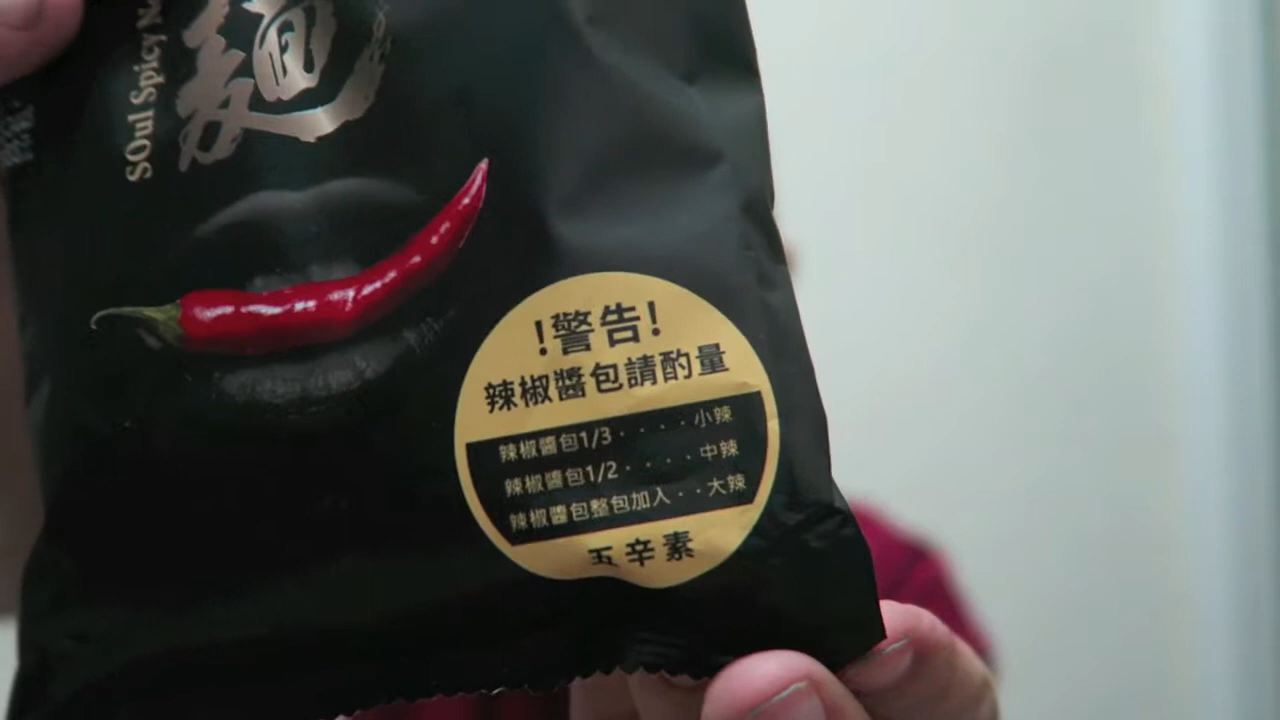 SOul Spicy
麵
!警告!
辣椒醬包請酌量
辣椒醬包1/3····小辣
辣椒醬包1/2····中辣
辣椒醬包整包加入··大辣
五辛素